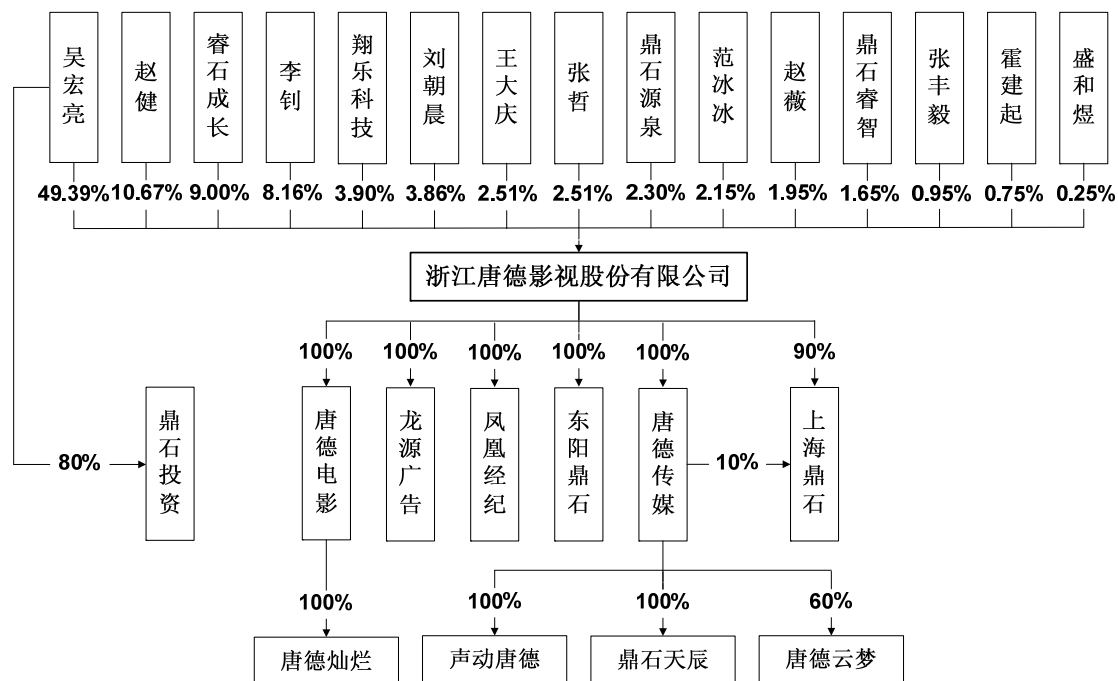 吴宏亮
赵健
睿石成长
李钊
翔乐科技
刘朝晨
王大庆
张哲
鼎石源泉
范冰冰
赵薇
鼎石睿智
张丰毅
霍建起
盛和煜
49.39%
10.67%
9.00%
8.16%
3.90%
3.86%
2.51%
2.51%
2.30%
2.15%
1.95%
1.65%
0.95%
0.75%
0.25%
浙江唐德影视股份有限公司
100%
100%
100%
100%
100%
90%
80%
鼎石投资
唐德电影
龙源广告
凤凰经纪
东阳鼎石
唐德传媒
10%
上海鼎石
100%
100%
100%
60%
唐德灿烂
声动唐德
鼎石天辰
唐德云梦